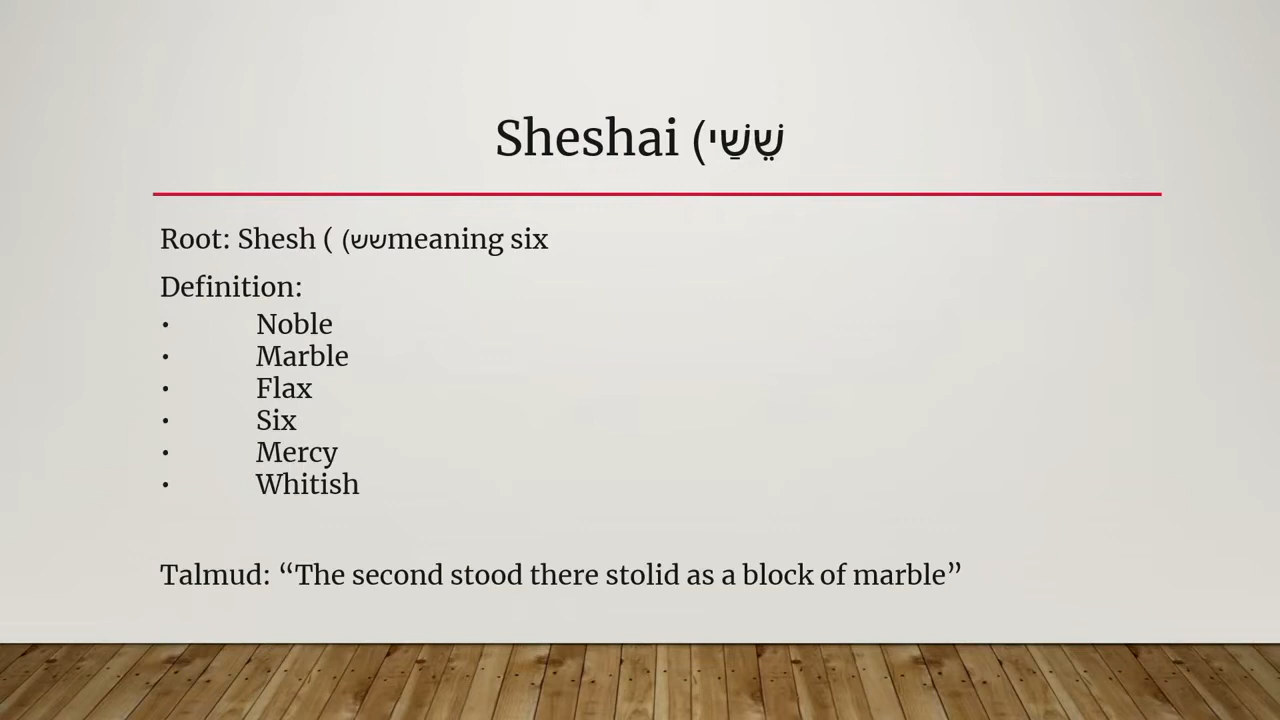 Sheshai (שֵׁשַׁי
Root: Shesh ( (ששmeaning six
Definition:
• Noble
• Marble
• Flax
• Six
• Mercy
• Whitish
Talmud: “The second stood there stolid as a block of marble”